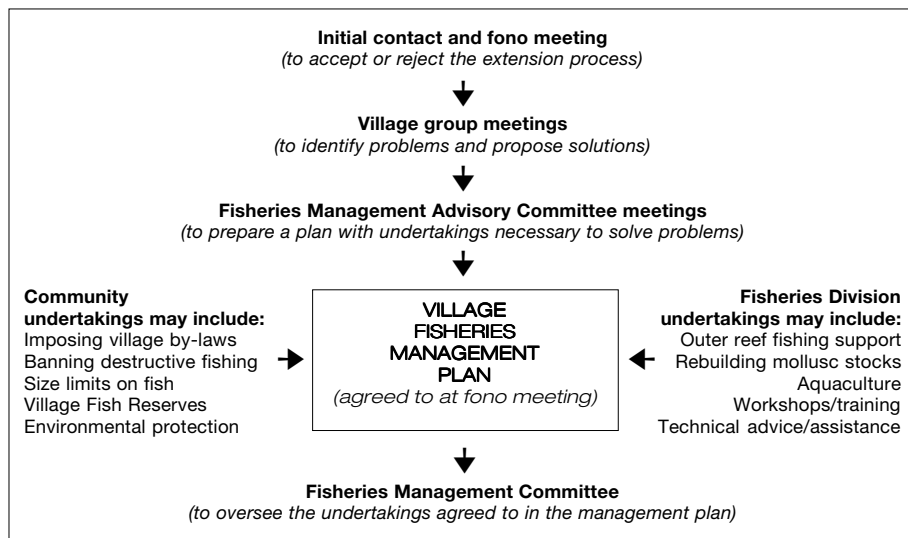 Initial contact and fono meeting
(to accept or reject the extension process)
Village group meetings
(to identify problems and propose solutions)
Fisheries Management Advisory Committee meetings
(to prepare a plan with undertakings necessary to solve problems)
Community
undertakings may include:
Imposing village by-laws
Banning destructive fishing
Size limits on fish
Village Fish Reserves
Environmental protection
VILLAGE
FISHERIES
MANAGEMENT
PLAN
(agreed to at fono meeting)
Fisheries Division
undertakings may include:
Outer reef fishing support
Rebuilding mollusc stocks
Aquaculture
Workshops/training
Technical advice/assistance
Fisheries Management Committee
(to oversee the undertakings agreed to in the management plan)